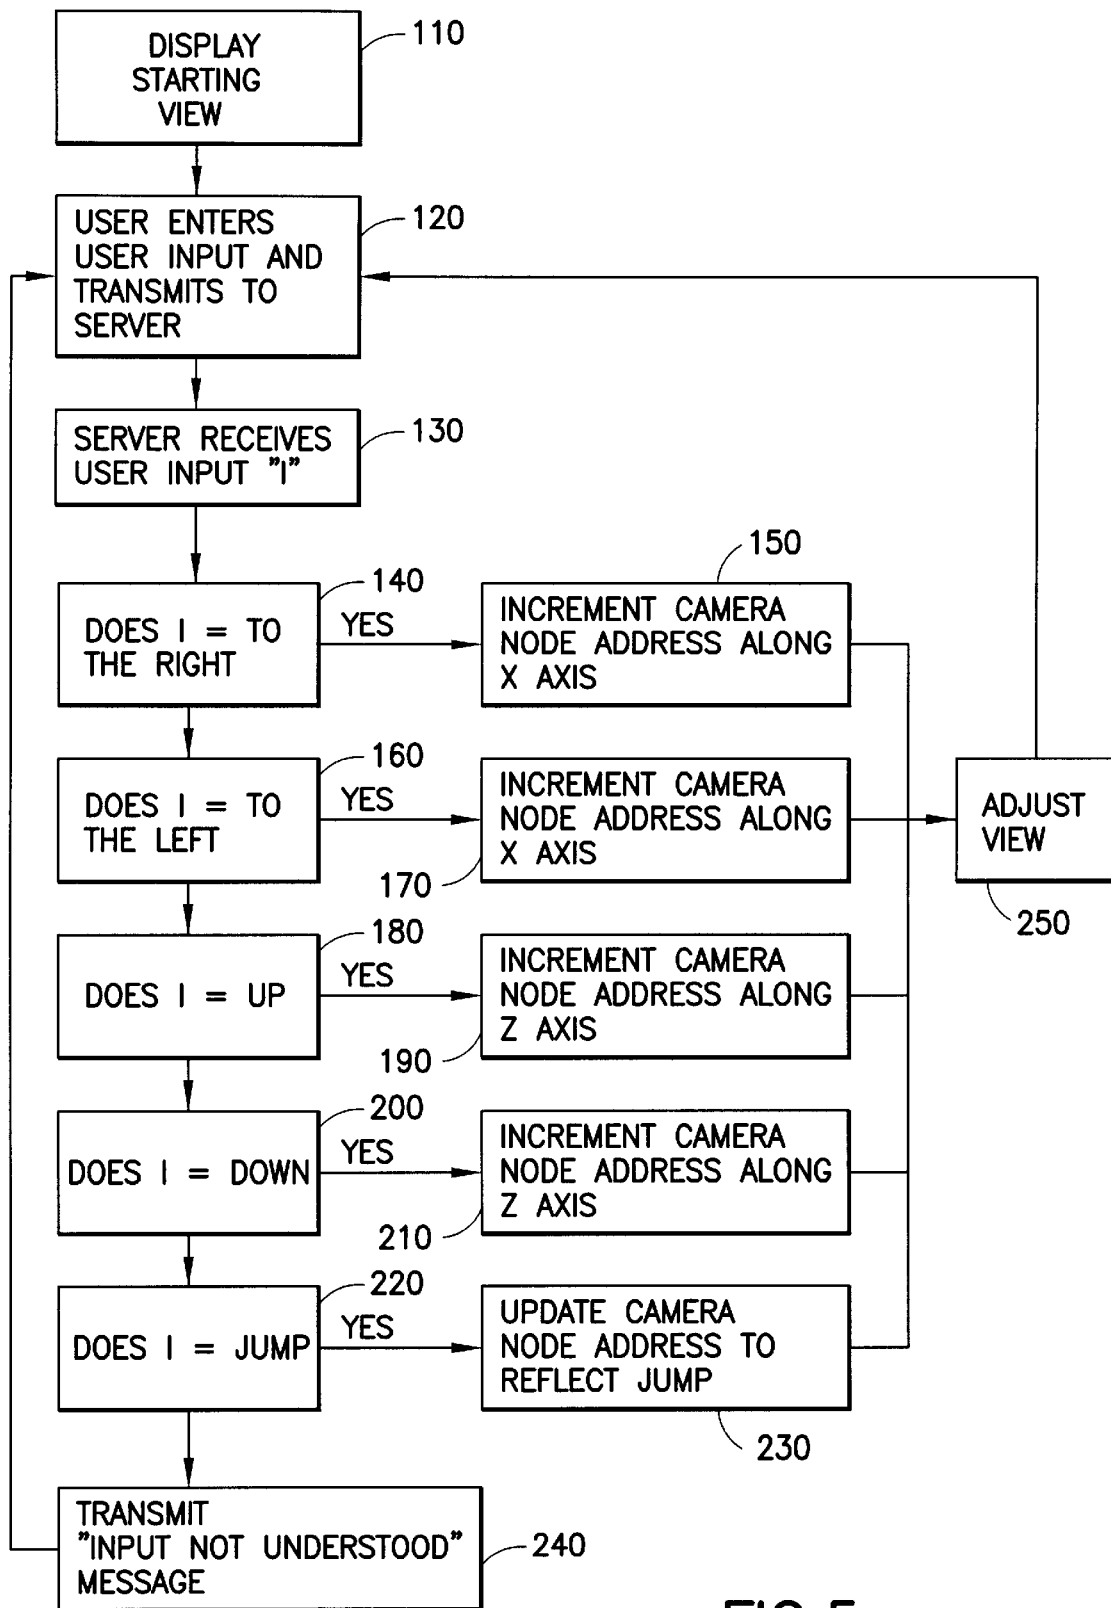 DISPLAY
STARTING
VIEW
110
USER ENTERS
USER INPUT AND
TRANSMITS TO
SERVER
120
SERVER RECEIVES
USER INPUT "I"
130
DOES I = TO
THE RIGHT
140
YES
INCREMENT CAMERA
NODE ADDRESS ALONG
X AXIS
150
DOES I = TO
THE LEFT
160
YES
INCREMENT CAMERA
NODE ADDRESS ALONG
X AXIS
170
ADJUST
VIEW
250
DOES I = UP
180
YES
INCREMENT CAMERA
NODE ADDRESS ALONG
Z AXIS
190
DOES I = DOWN
200
YES
INCREMENT CAMERA
NODE ADDRESS ALONG
Z AXIS
210
DOES I = JUMP
220
YES
UPDATE CAMERA
NODE ADDRESS TO
REFLECT JUMP
230
TRANSMIT
"INPUT NOT UNDERSTOOD"
MESSAGE
240